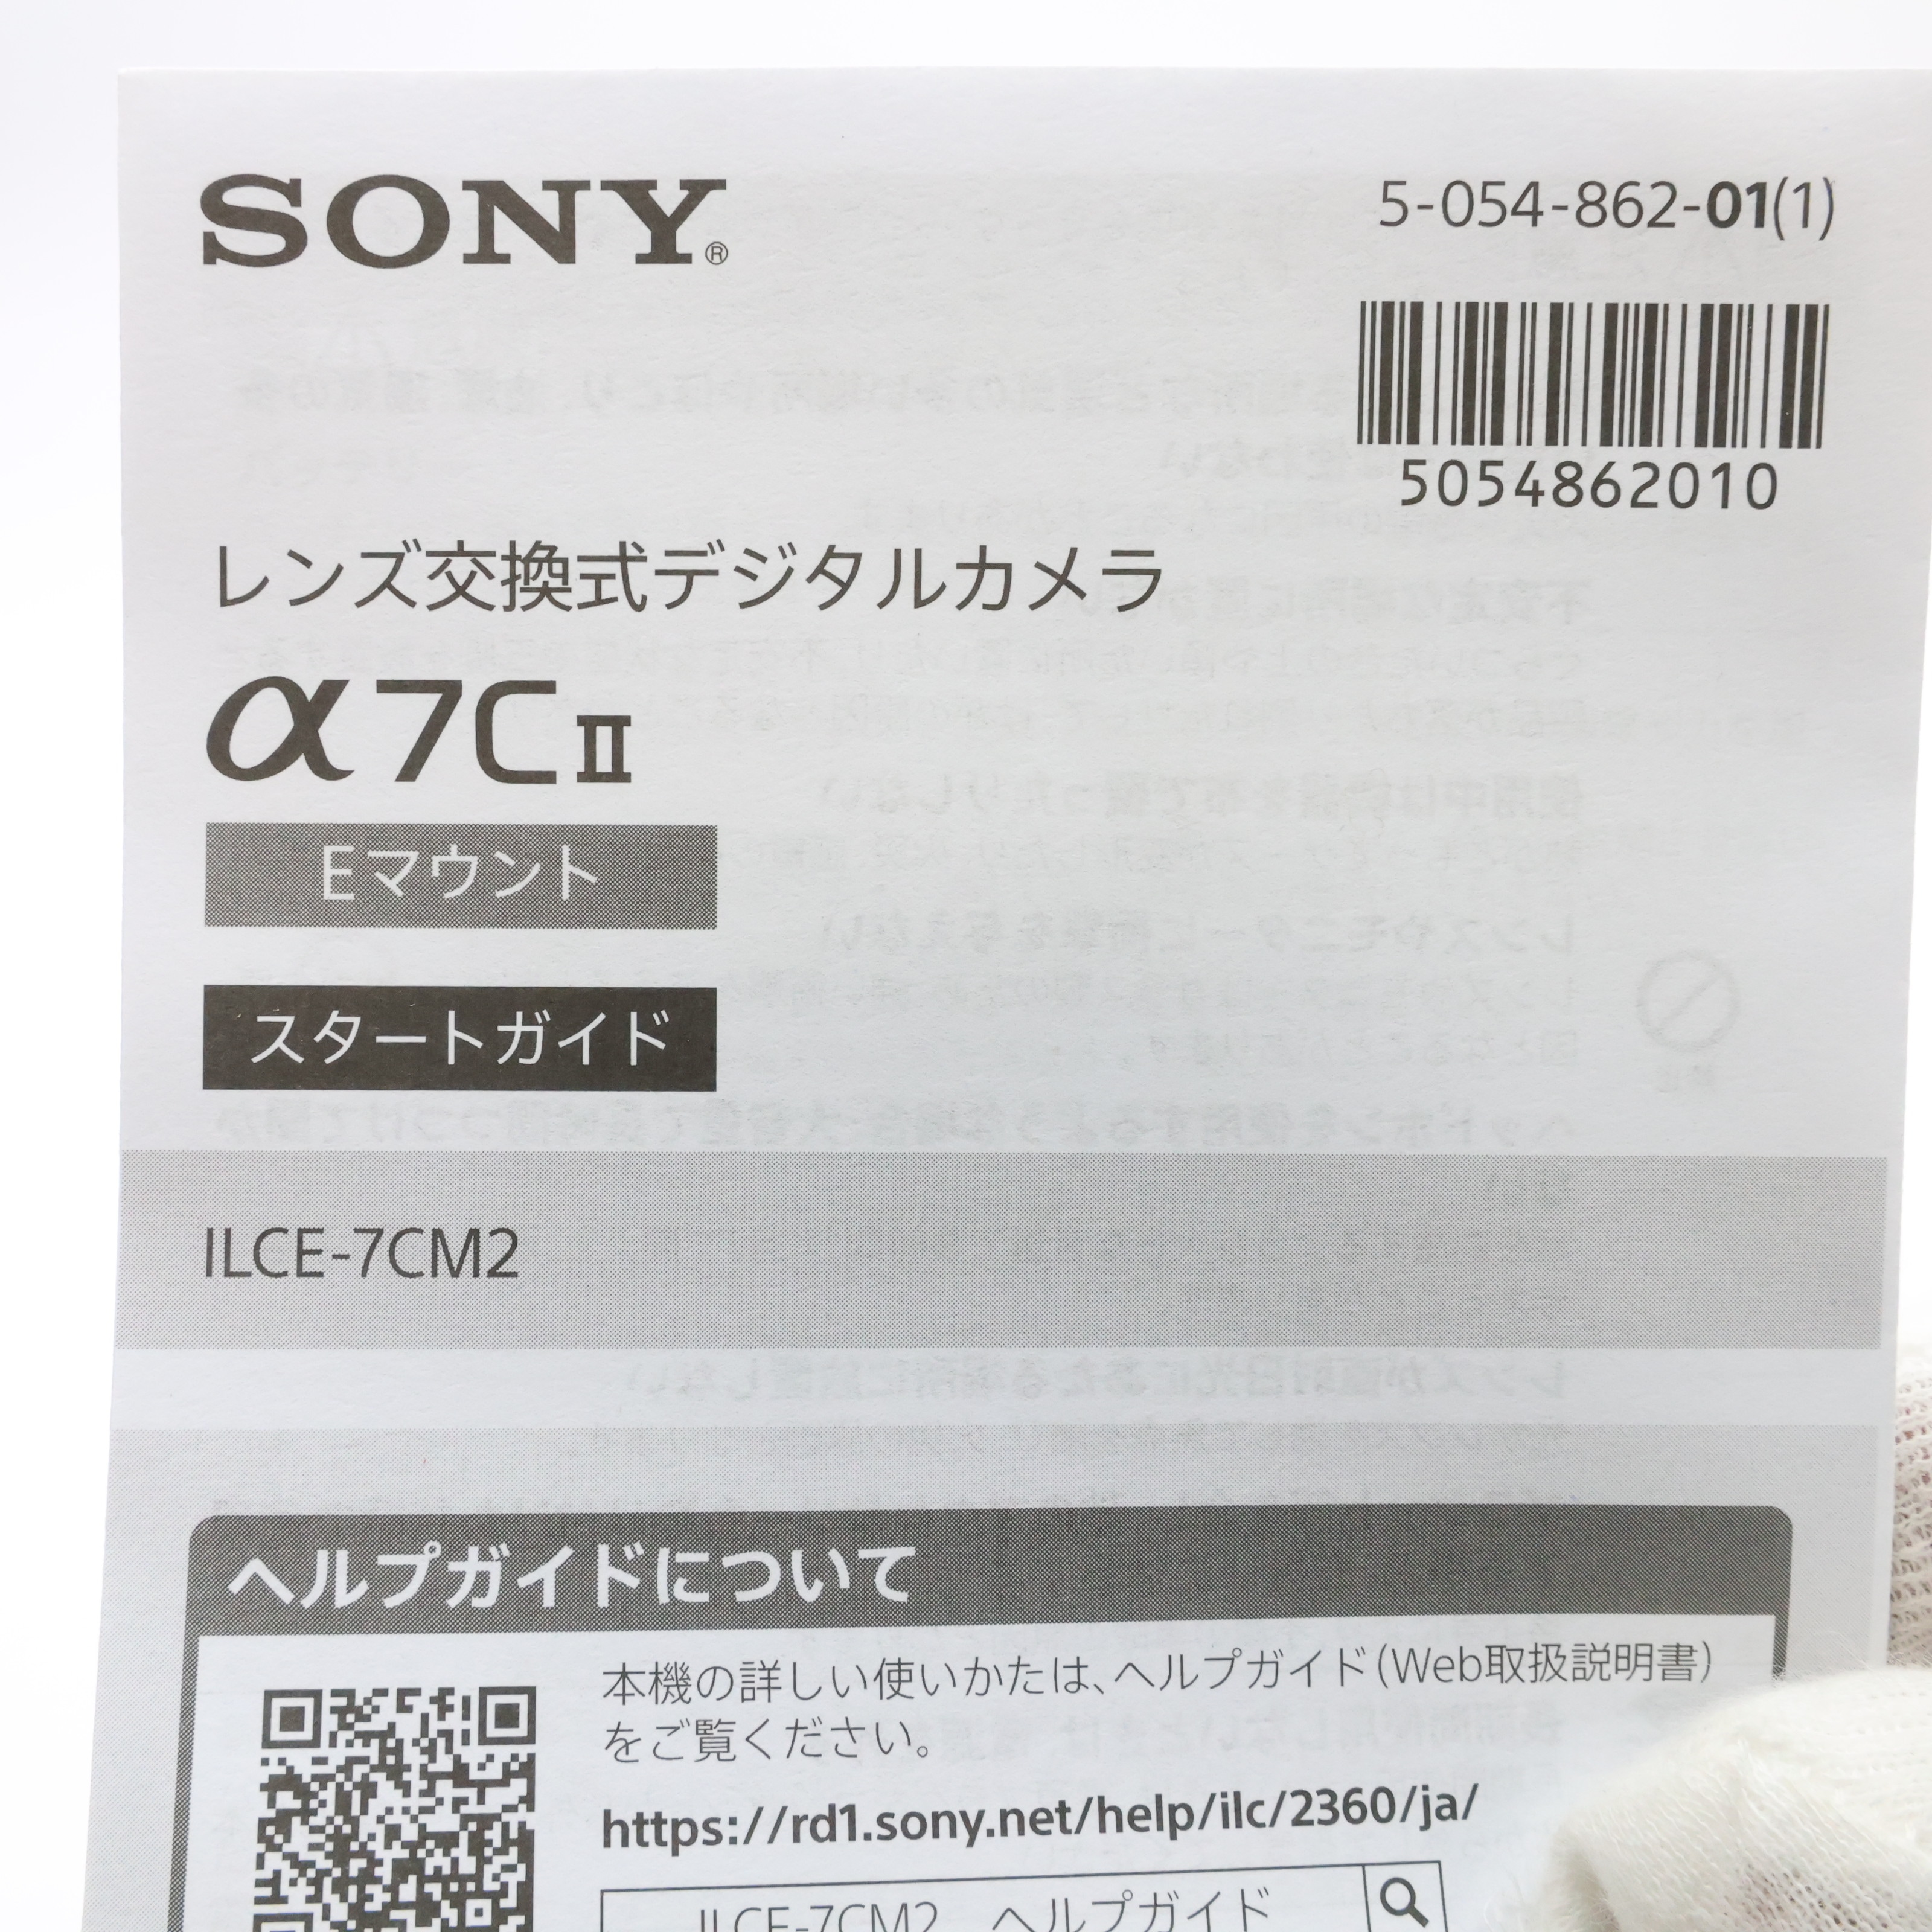 SONY®
5-054-862-01(1)
5054862010
レンズ交換式デジタルカメラ
α7CII
Eマウント
スタートガイド
ILCE-7CM2
ヘルプガイドについて
本機の詳しい使いかたは、ヘルプガイド(Web取扱説明書)
をご覧ください。
https://rd1.sony.net/help/ilc/2360/ja/
ILCE-7CM2 ヘルプガイド